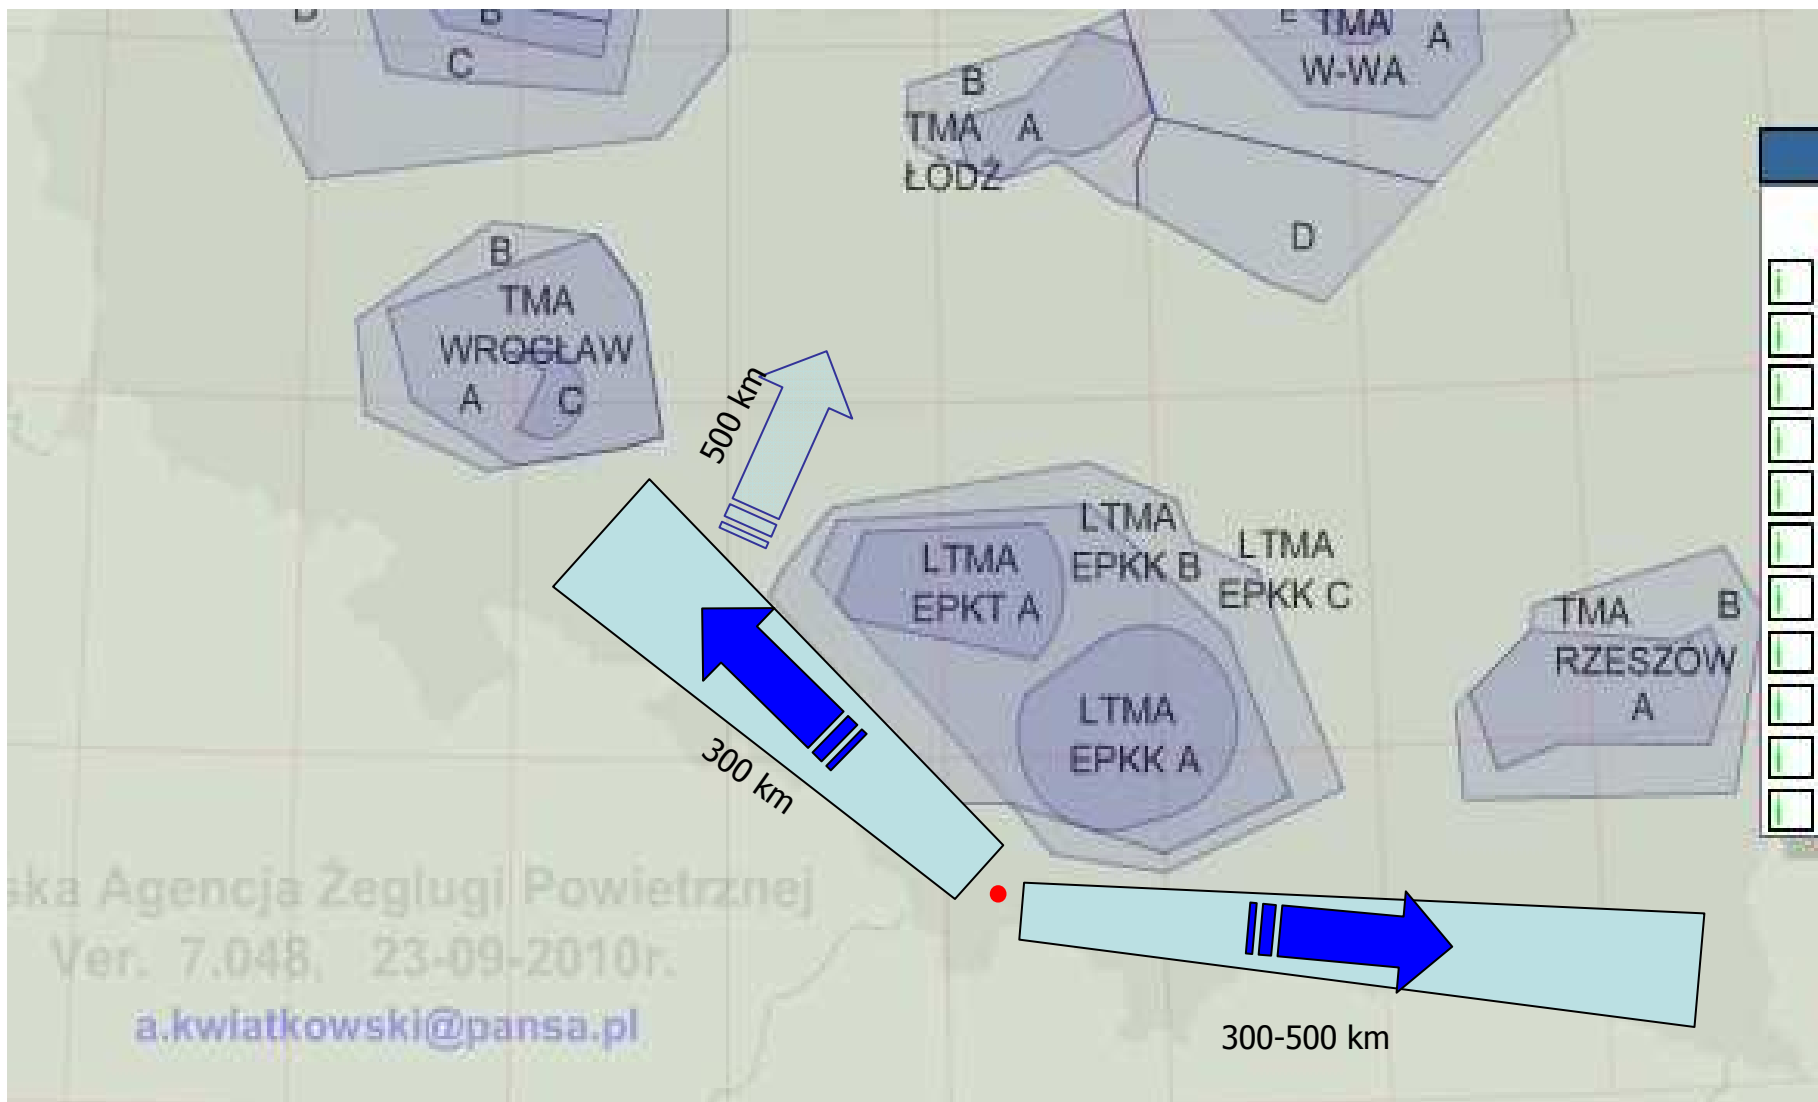 B
C
TMA
W-WA
A
B
TMA A
ŁÓDŹ
D
B
TMA
WROCŁAW
A
C
500 km
LTMA
EPKK B
LTMA
EPKK C
LTMA
EPKT A
TMA
B
RZESZÓW
A
LTMA
EPKK A
300 km
ska Agencja Żeglugi Powietrznej
Ver. 7.048, 23-09-2010r.
a.kwiatkowski@pansa.pl
300-500 km